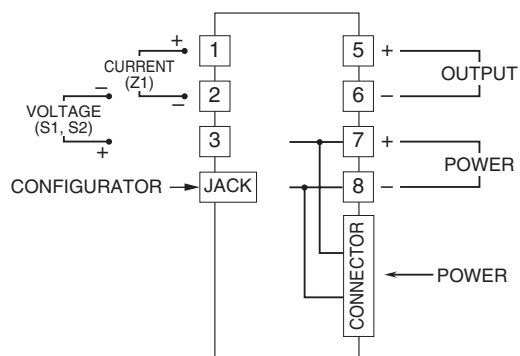 + 1 5 +
CURRENT
(Z1)
OUTPUT
– – 2 6 –
VOLTAGE
(S1, S2)
+ 3 7 +
POWER
CONFIGURATOR JACK 8 –
CONNECTOR
POWER